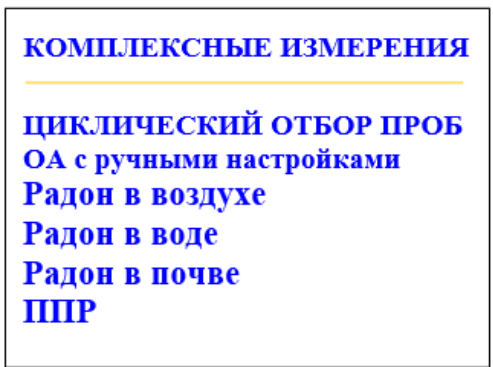 КОМПЛЕКСНЫЕ ИЗМЕРЕНИЯ
ЦИКЛИЧЕСКИЙ ОТБОР ПРОБ
ОА с ручными настройками
Радон в воздухе
Радон в воде
Радон в почве
ППР